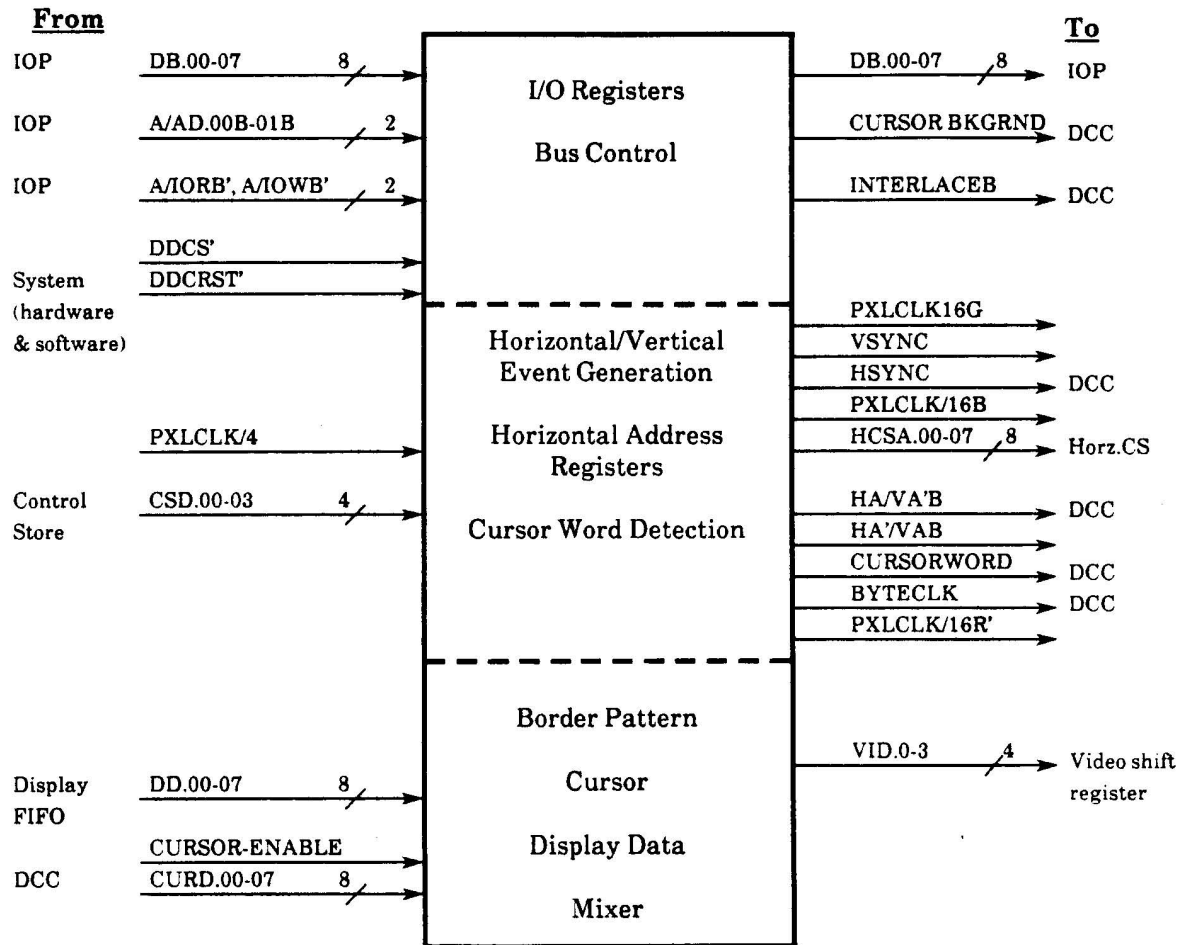 From
IOP DB.00-07 8
IOP A/AD.00B-01B 2
IOP A/IORB', A/IOWB' 2
DDCS'
System DDCRST'
(hardware
& software)
PXLCLK/4
Control CSD.00-03 4
Store
Display DD.00-07 8
FIFO
CURSOR-ENABLE
DCC CURD.00-07 8
I/O Registers
Bus Control
Horizontal/Vertical
Event Generation
Horizontal Address
Registers
Cursor Word Detection
Border Pattern
Cursor
Display Data
Mixer
To
DB.00-07 8 IOP
CURSOR BKGRND DCC
INTERLACEB DCC
PXLCLK16G
VSYNC
HSYNC DCC
PXLCLK/16B
HCSA.00-07 8 Horz.CS
HA/VA'B DCC
HA'/VAB
CURSORWORD DCC
BYTECLK DCC
PXLCLK/16R'
VID.0-3 4 Video shift
register